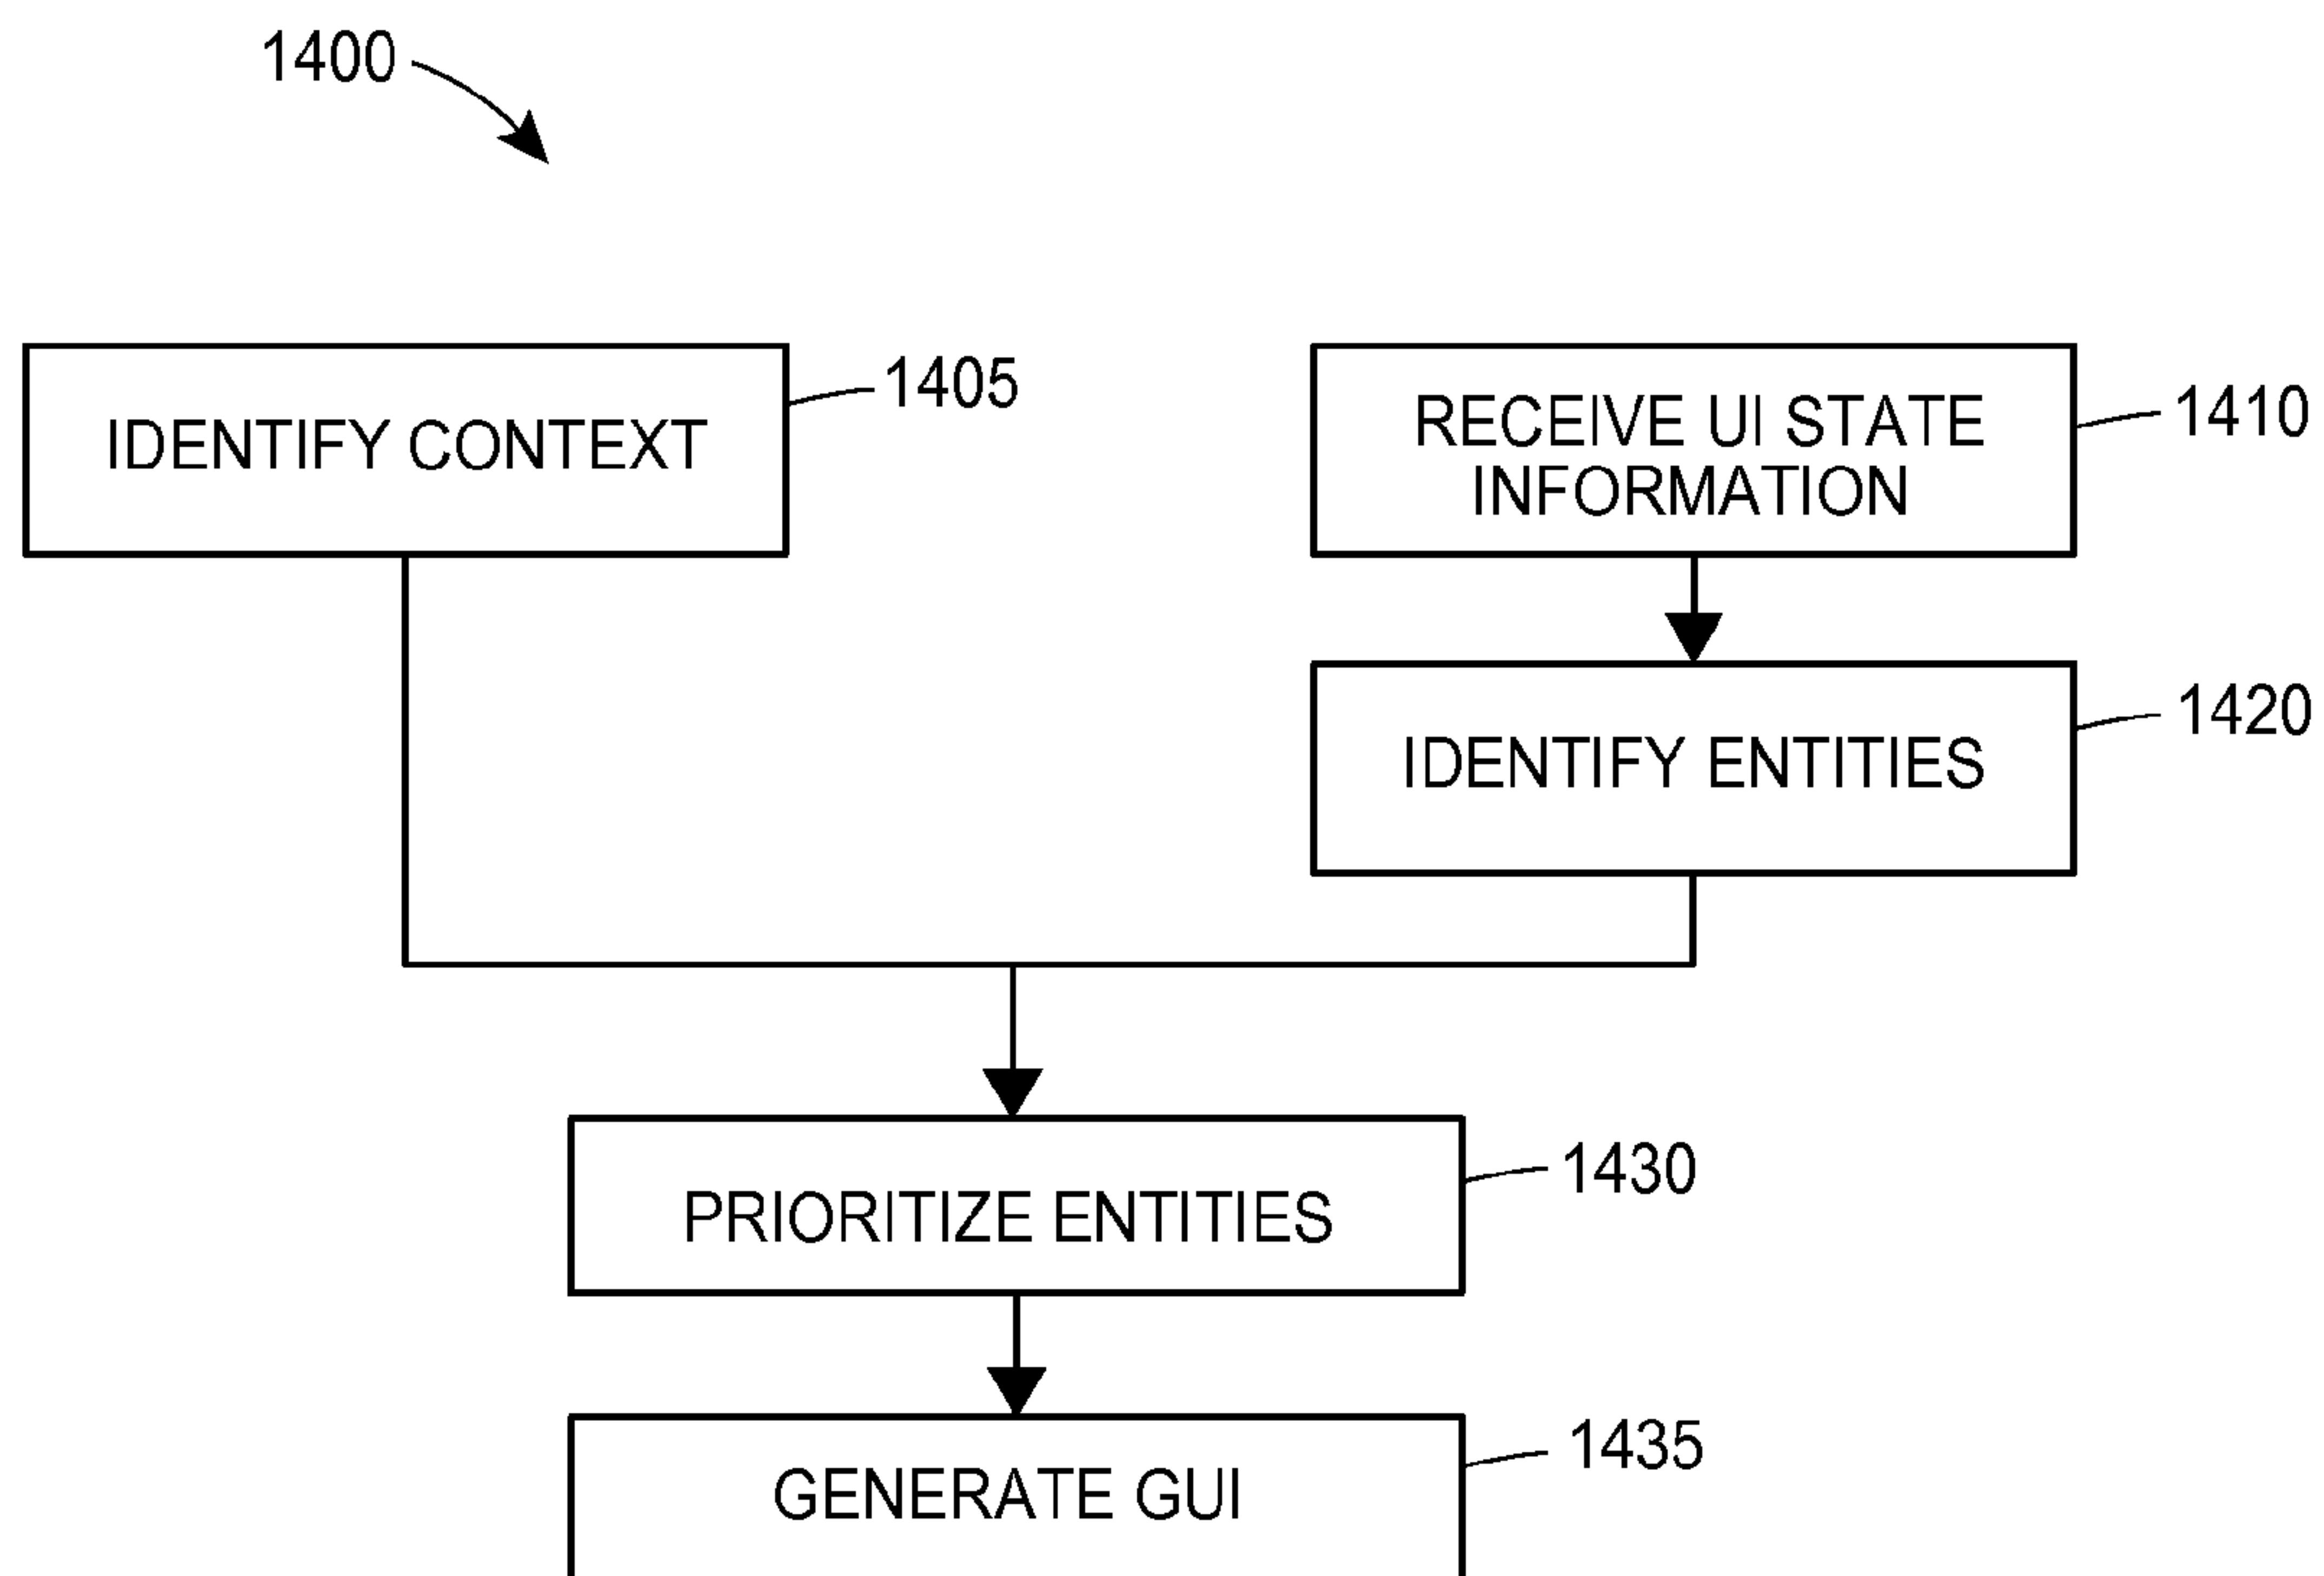 1400
IDENTIFY CONTEXT
1405
RECEIVE UI STATE
INFORMATION
1410
IDENTIFY ENTITIES
1420
PRIORITIZE ENTITIES
1430
GENERATE GUI
1435